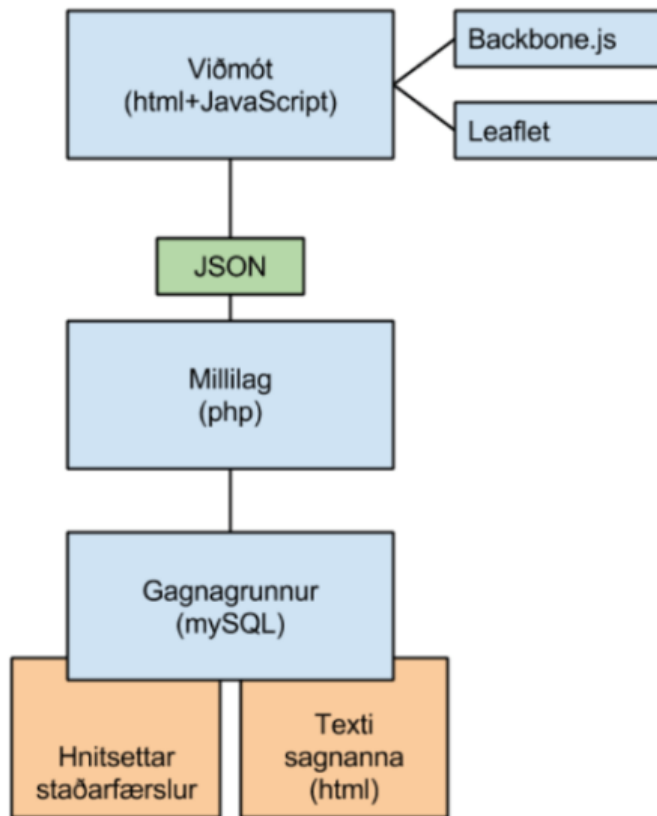 Viðmót
(html+JavaScript)
Backbone.js
Leaflet
JSON
Millilag
(php)
Gagnagrunnur
(mySQL)
Hnitsettar
staðarfærslur
Texti
sagnanna
(html)